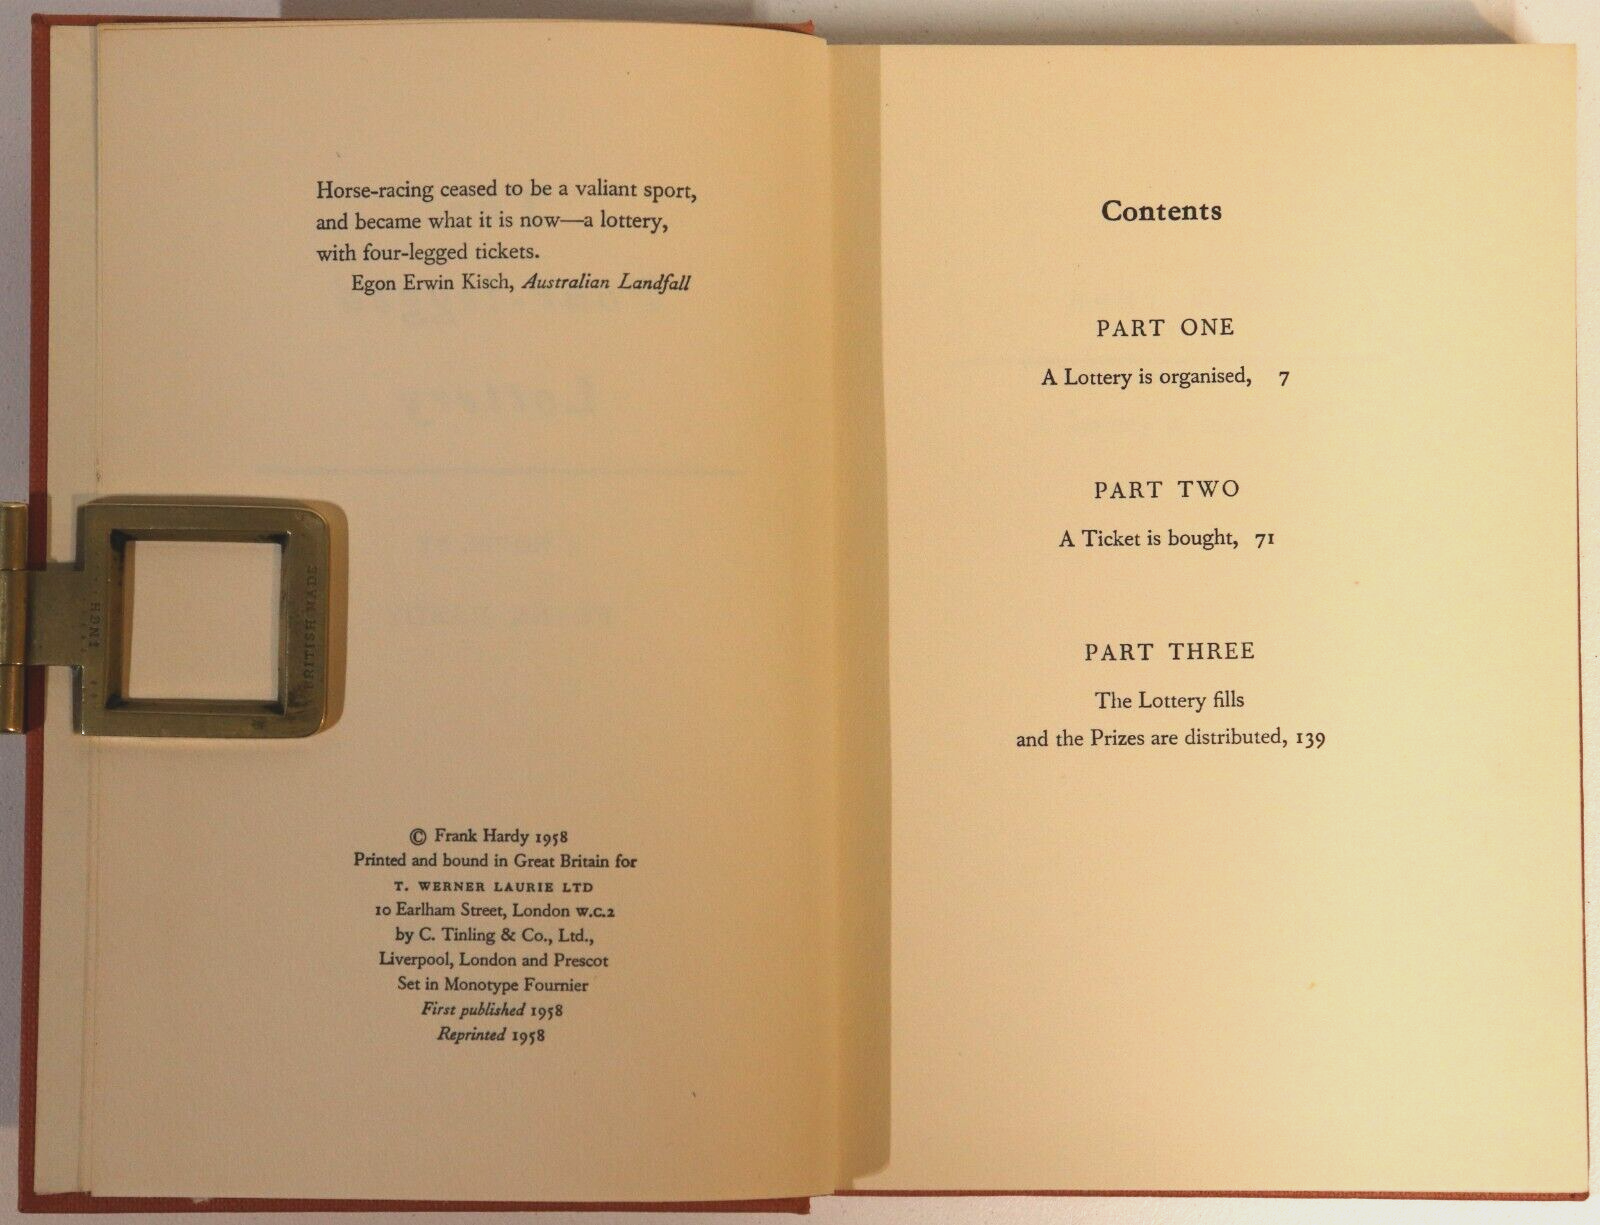 Horse-racing ceased to be a valiant sport,
and became what it is now—a lottery,
with four-legged tickets.
Egon Erwin Kisch, Australian Landfall
INCH
BRITISH MADE
© Frank Hardy 1958
Printed and bound in Great Britain for
T. WERNER LAURIE LTD
10 Earlham Street, London W.C.2
by C. Tinling & Co., Ltd.,
Liverpool, London and Prescot
Set in Monotype Fournier
First published 1958
Reprinted 1958
Contents
PART ONE
A Lottery is organised, 7
PART TWO
A Ticket is bought, 71
PART THREE
The Lottery fills
and the Prizes are distributed, 139